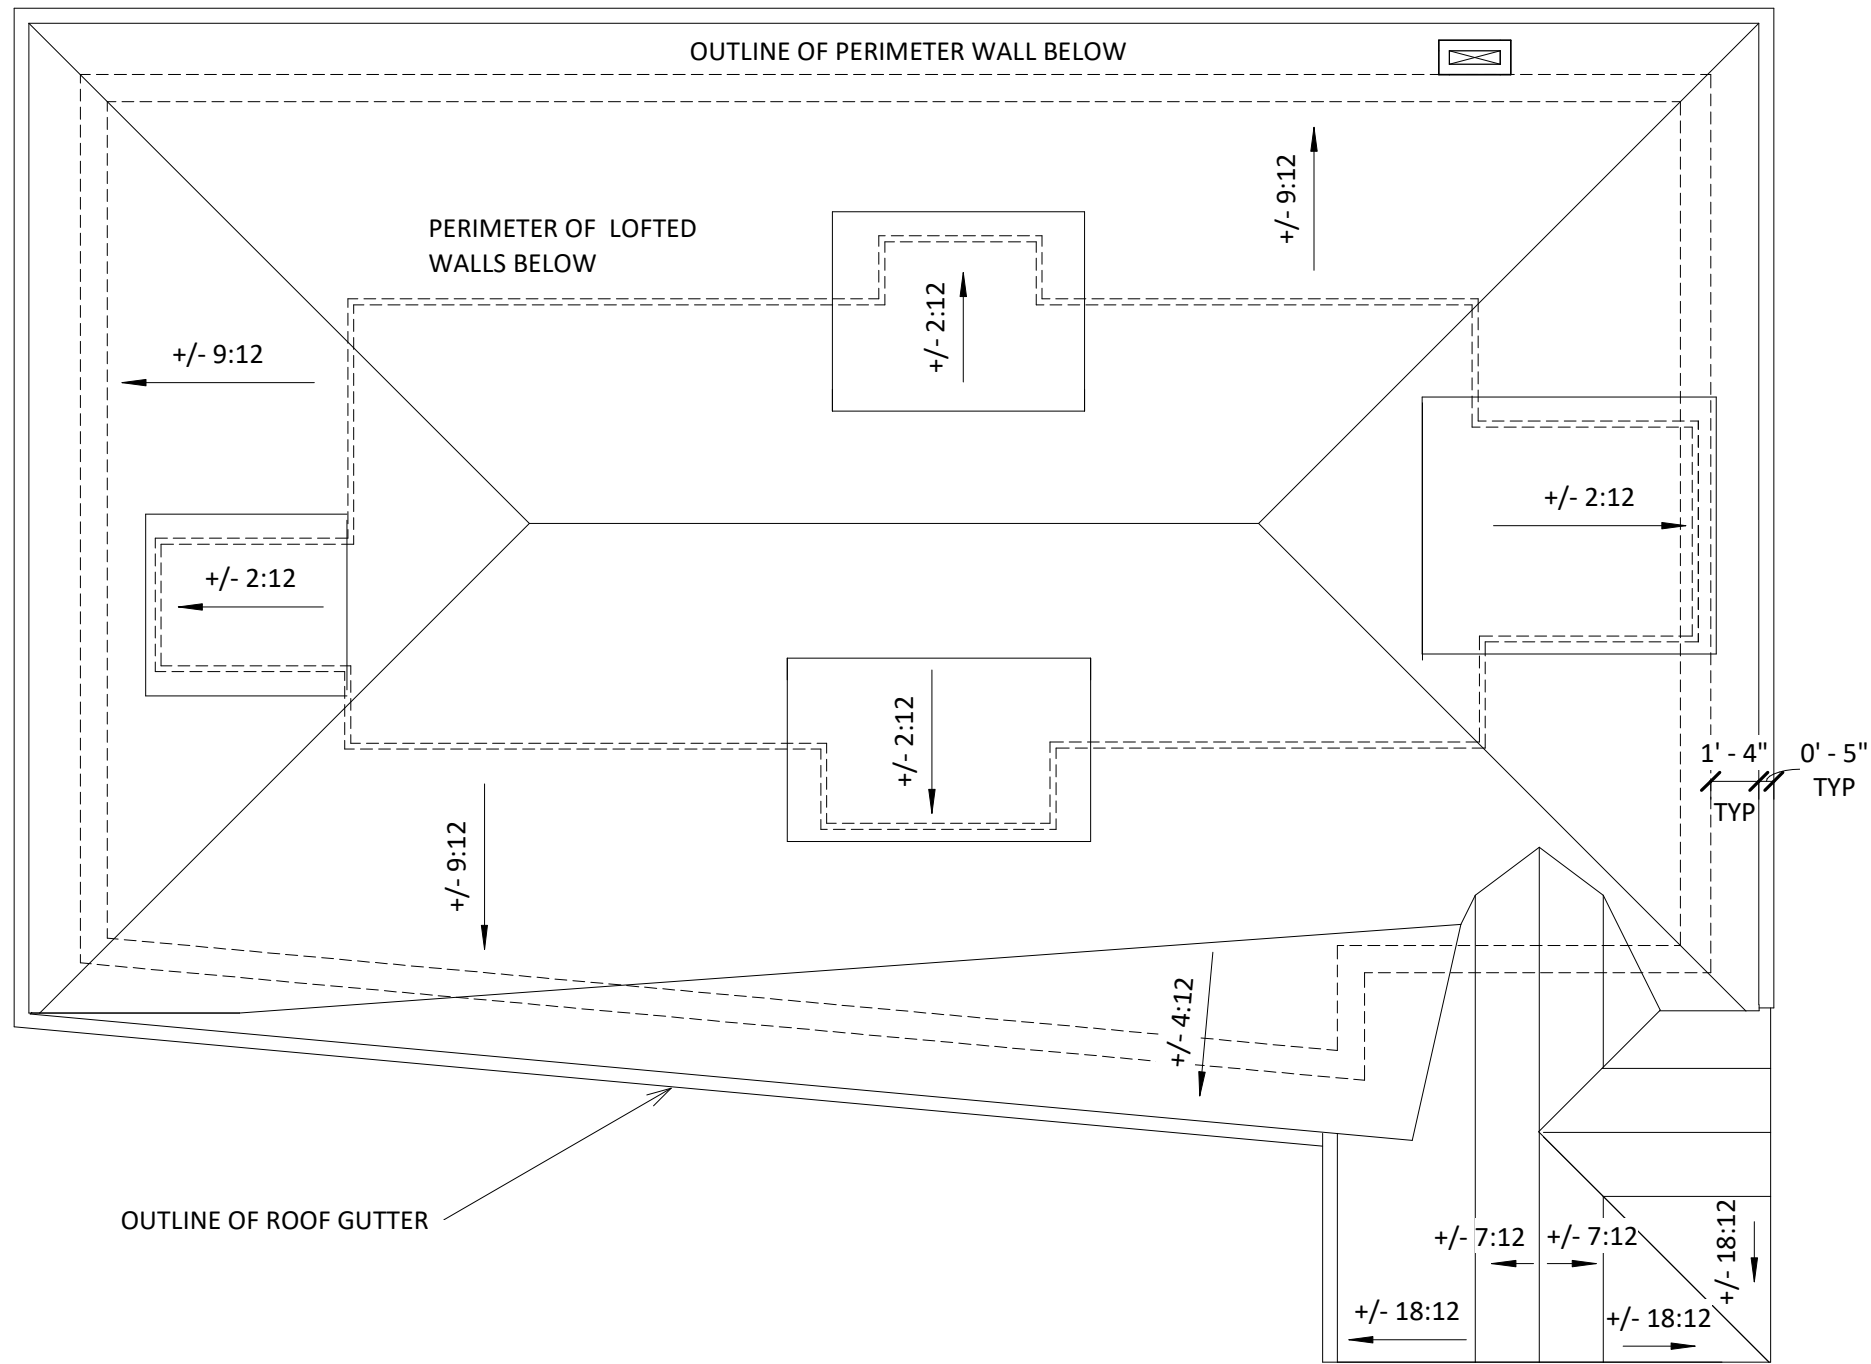 OUTLINE OF PERIMETER WALL BELOW
+/- 9:12
PERIMETER OF LOFTED
WALLS BELOW
+/- 2:12
+/- 9:12
+/- 2:12
+/- 2:12
+/- 2:12
1' - 4"
TYP
0' - 5"
TYP
+/- 9:12
+/- 4:12
OUTLINE OF ROOF GUTTER
+/- 7:12
+/- 7:12
+/- 18:12
+/- 18:12
+/- 18:12